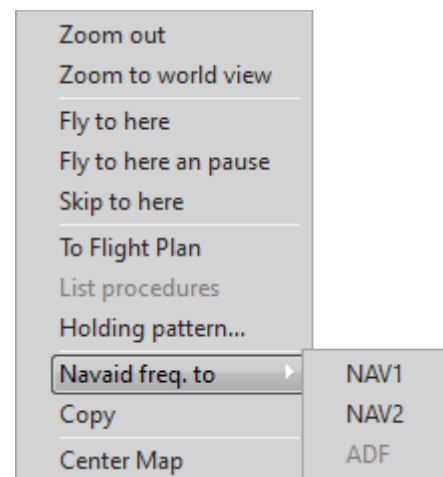 Zoom out
Zoom to world view
Fly to here
Fly to here an pause
Skip to here
To Flight Plan
List procedures
Holding pattern...
Navaid freq. to
NAV1
Copy
NAV2
Center Map
ADF